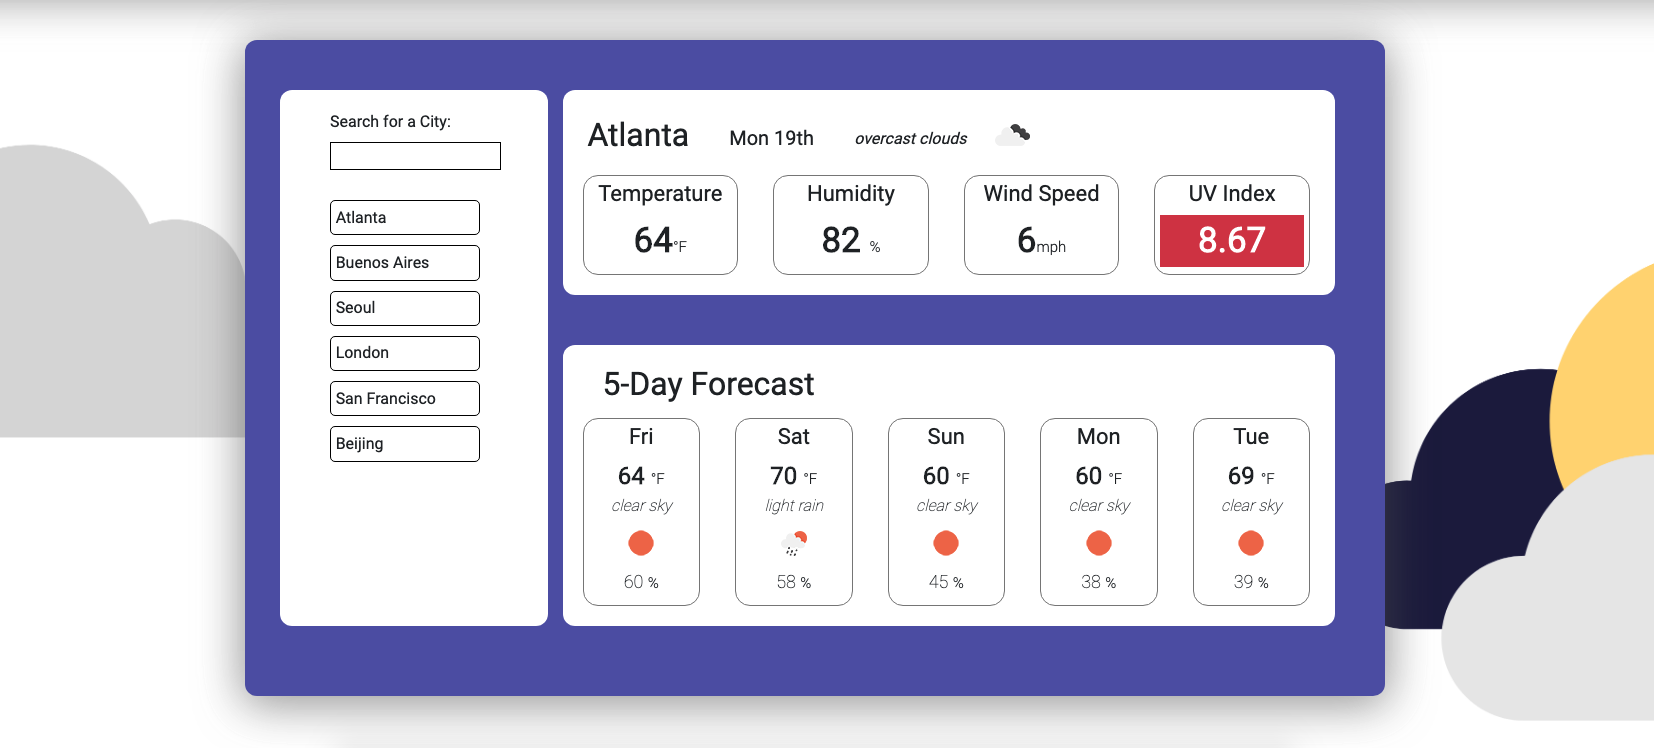 Search for a City:
Atlanta
Buenos Aires
Seoul
London
San Francisco
Beijing
Atlanta Mon 19th overcast clouds
Temperature
64°F
Humidity
82 %
Wind Speed
6mph
UV Index
8.67
5-Day Forecast
Fri
64 °F
clear sky
60 %
Sat
70 °F
light rain
58 %
Sun
60 °F
clear sky
45 %
Mon
60 °F
clear sky
38 %
Tue
69 °F
clear sky
39 %